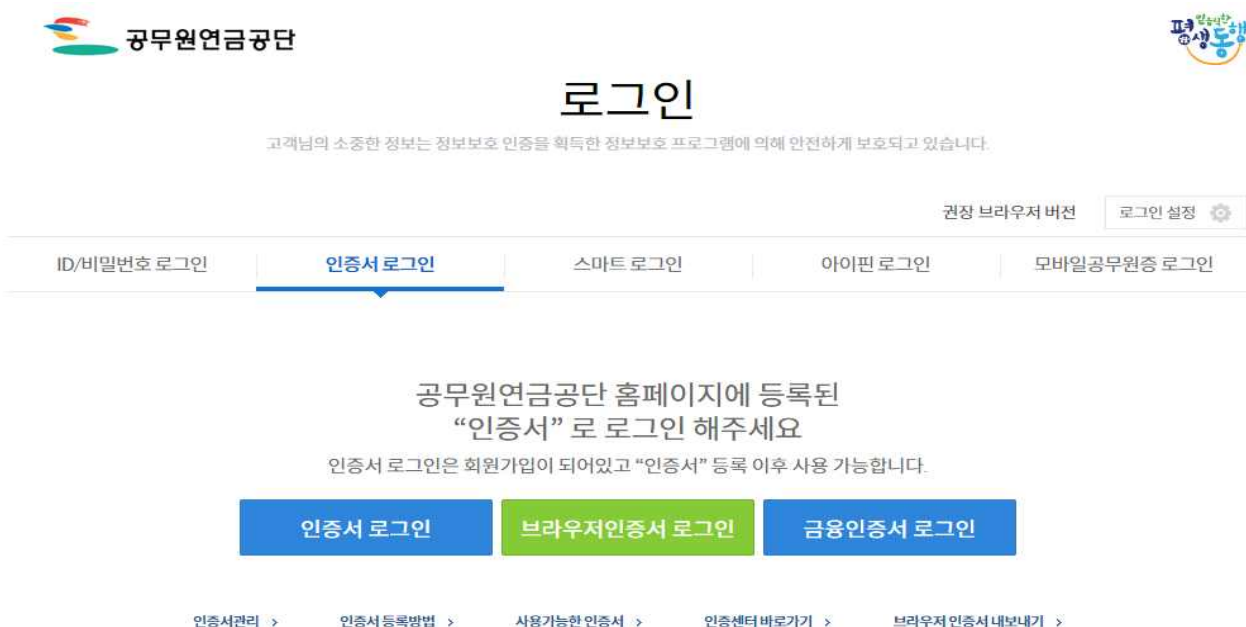 공무원연금공단
믿음식한
평생동행
로그인
고객님의 소중한 정보는 정보보호 인증을 획득한 정보보호 프로그램에 의해 안전하게 보호되고 있습니다.
권장 브라우저 버전 로그인 설정
ID/비밀번호 로그인 인증서 로그인 스마트 로그인 아이핀 로그인 모바일공무원증 로그인
공무원연금공단 홈페이지에 등록된
“인증서” 로 로그인 해주세요
인증서 로그인은 회원가입이 되어있고 “인증서” 등록 이후 사용 가능합니다.
인증서 로그인 브라우저인증서 로그인 금융인증서 로그인
인증서관리 > 인증서 등록방법 > 사용가능한 인증서 > 인증센터 바로가기 > 브라우저 인증서 내보내기 >